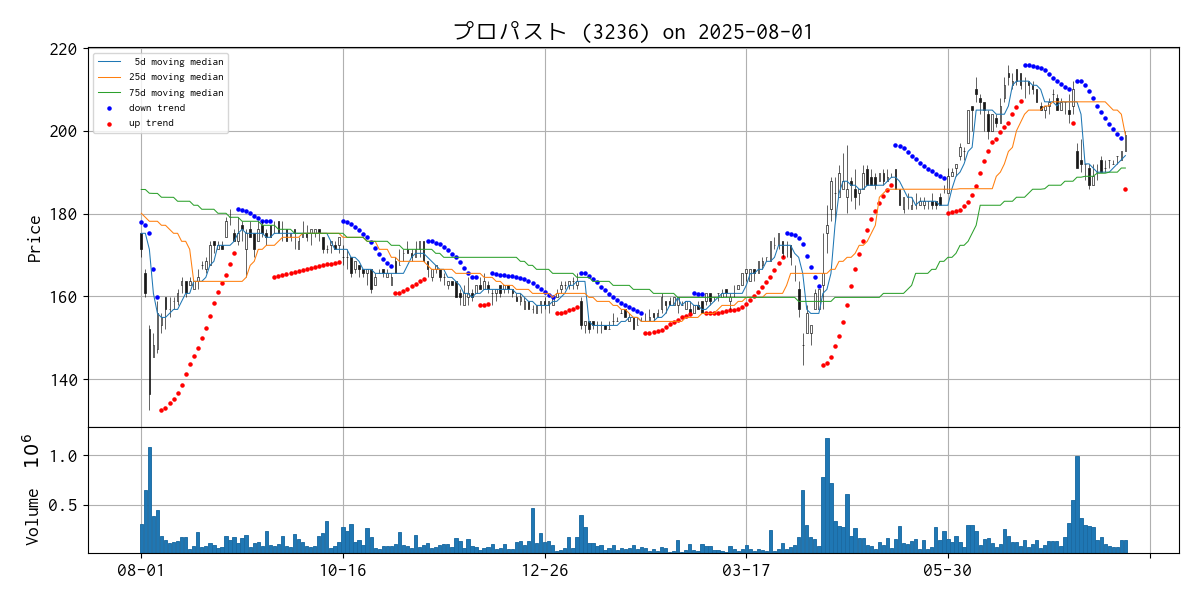 プロパスト (3236) on 2025-08-01
220
200
180
160
140
Price
5d moving median
25d moving median
75d moving median
down trend
up trend
1.0
0.5
Volume 10^6
08-01
10-16
12-26
03-17
05-30